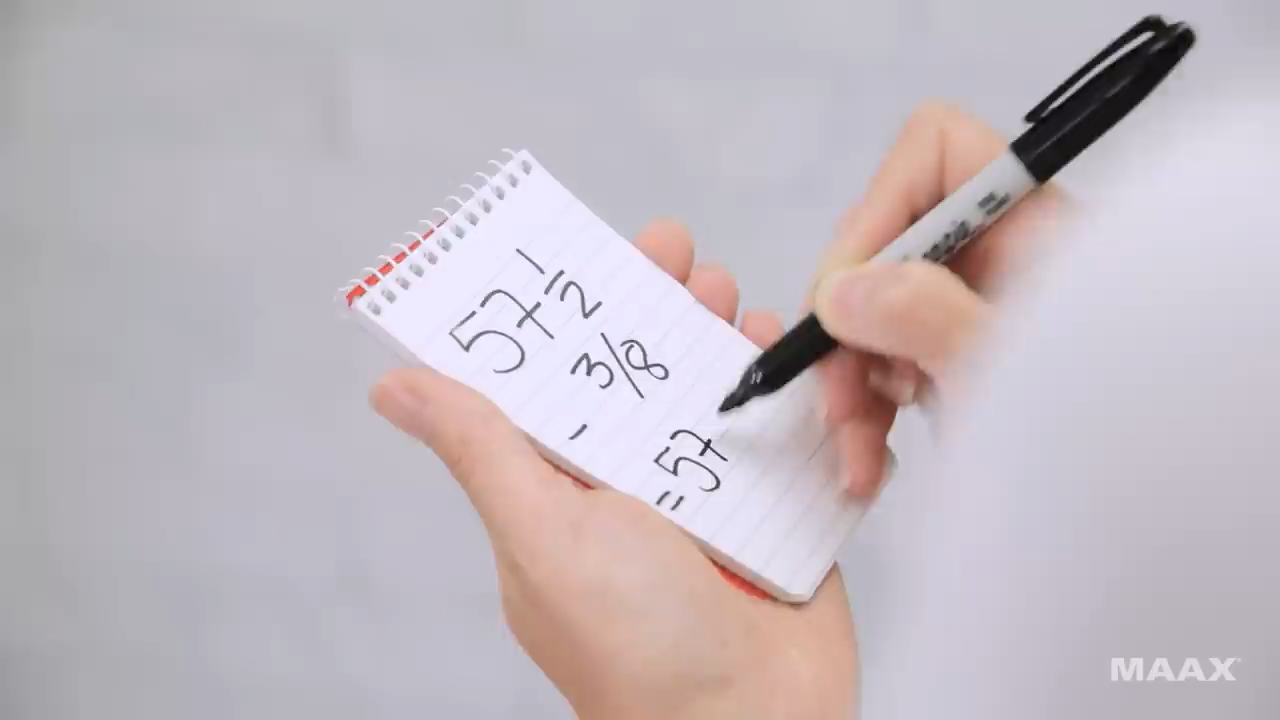 57 1/2
- 3/8
= 57
MAAX